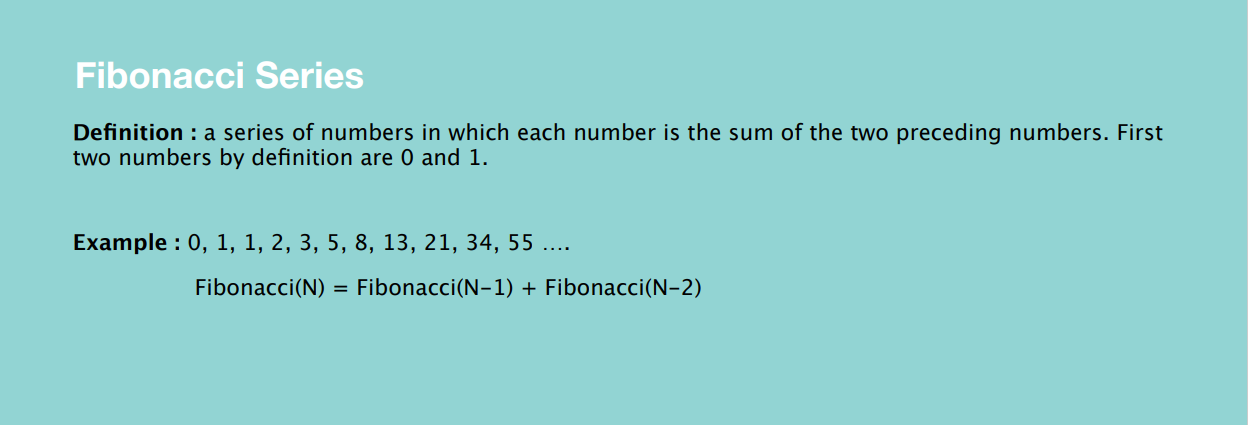 Fibonacci Series
Definition : a series of numbers in which each number is the sum of the two preceding numbers. First
two numbers by definition are 0 and 1.
Example : 0, 1, 1, 2, 3, 5, 8, 13, 21, 34, 55 ....
Fibonacci(N) = Fibonacci(N-1) + Fibonacci(N-2)